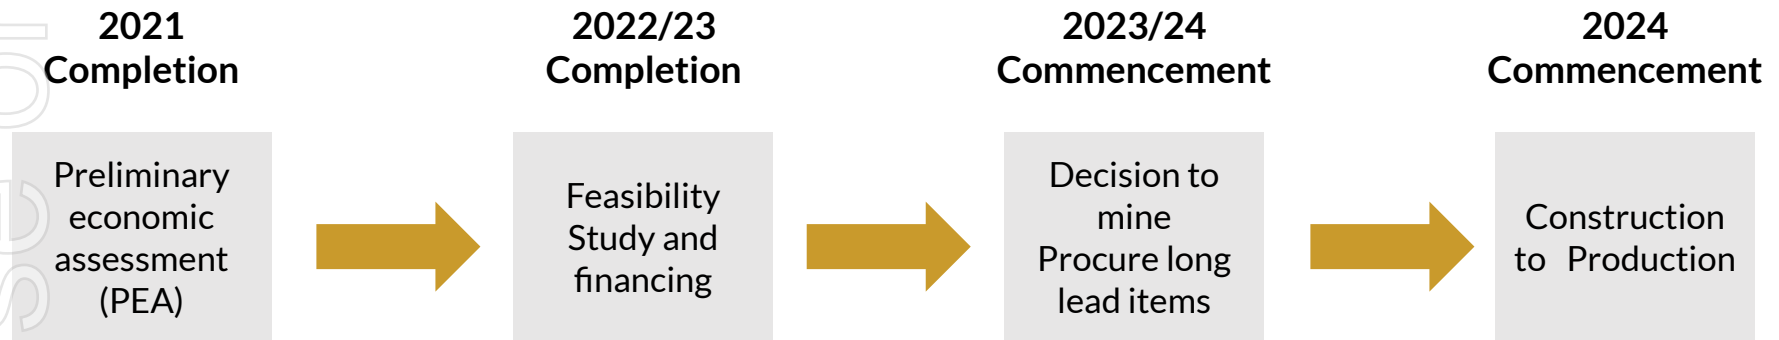 2021
Completion
2022/23
Completion
2023/24
Commencement
2024
Commencement
Preliminary
economic
assessment
(PEA)
Feasibility
Study and
financing
Decision to
mine
Procure long
lead items
Construction
to Production